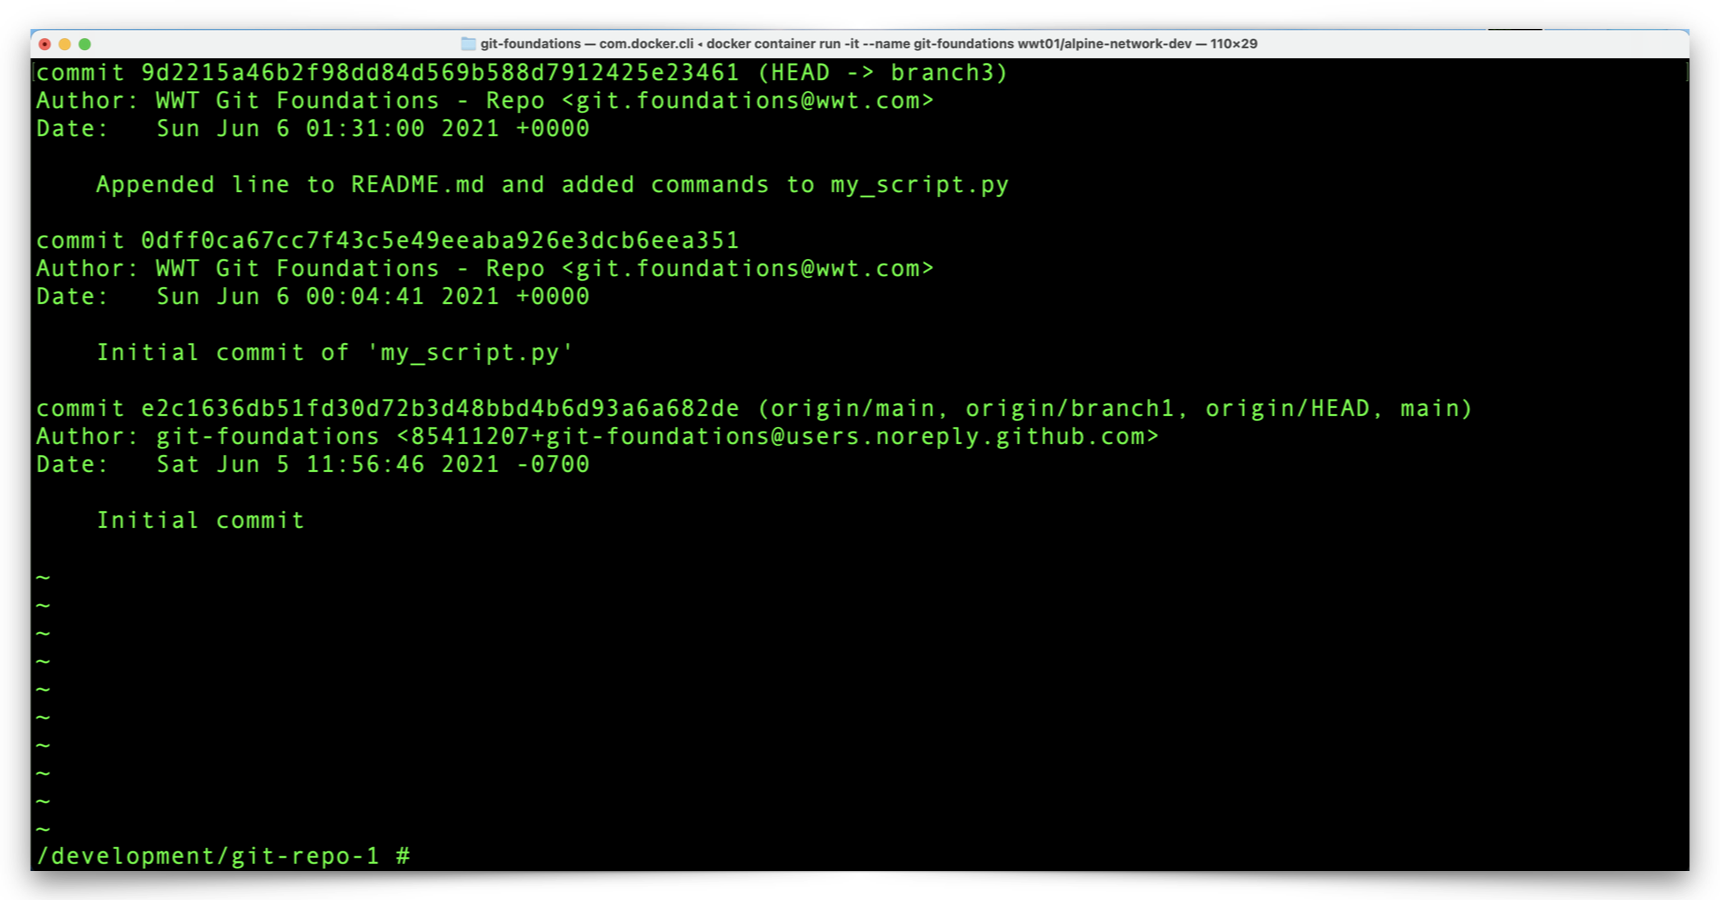 git-foundations — com.docker.cli ◂ docker container run -it --name git-foundations wwt01/alpine-network-dev — 110×29
commit 9d2215a46b2f98dd84d569b588d7912425e23461 (HEAD -> branch3)
Author: WWT Git Foundations - Repo <git.foundations@wwt.com>
Date:   Sun Jun 6 01:31:00 2021 +0000
    Appended line to README.md and added commands to my_script.py
commit 0dff0ca67cc7f43c5e49eeaba926e3dcb6eea351
Author: WWT Git Foundations - Repo <git.foundations@wwt.com>
Date:   Sun Jun 6 00:04:41 2021 +0000
    Initial commit of 'my_script.py'
commit e2c1636db51fd30d72b3d48bbd4b6d93a6a682de (origin/main, origin/branch1, origin/HEAD, main)
Author: git-foundations <85411207+git-foundations@users.noreply.github.com>
Date:   Sat Jun 5 11:56:46 2021 -0700
    Initial commit
~
~
~
~
~
~
~
~
~
~
/development/git-repo-1 #